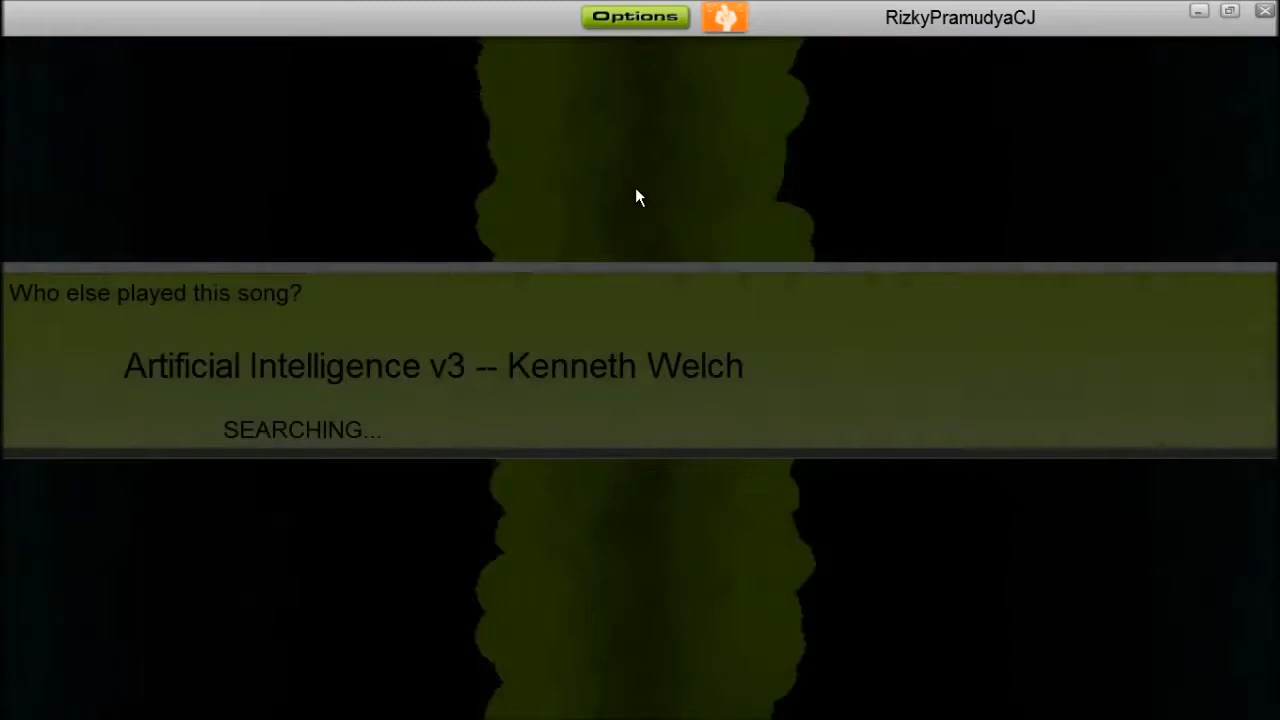 Options
RizkyPramudyaCJ
Who else played this song?
Artificial Intelligence v3 -- Kenneth Welch
SEARCHING...